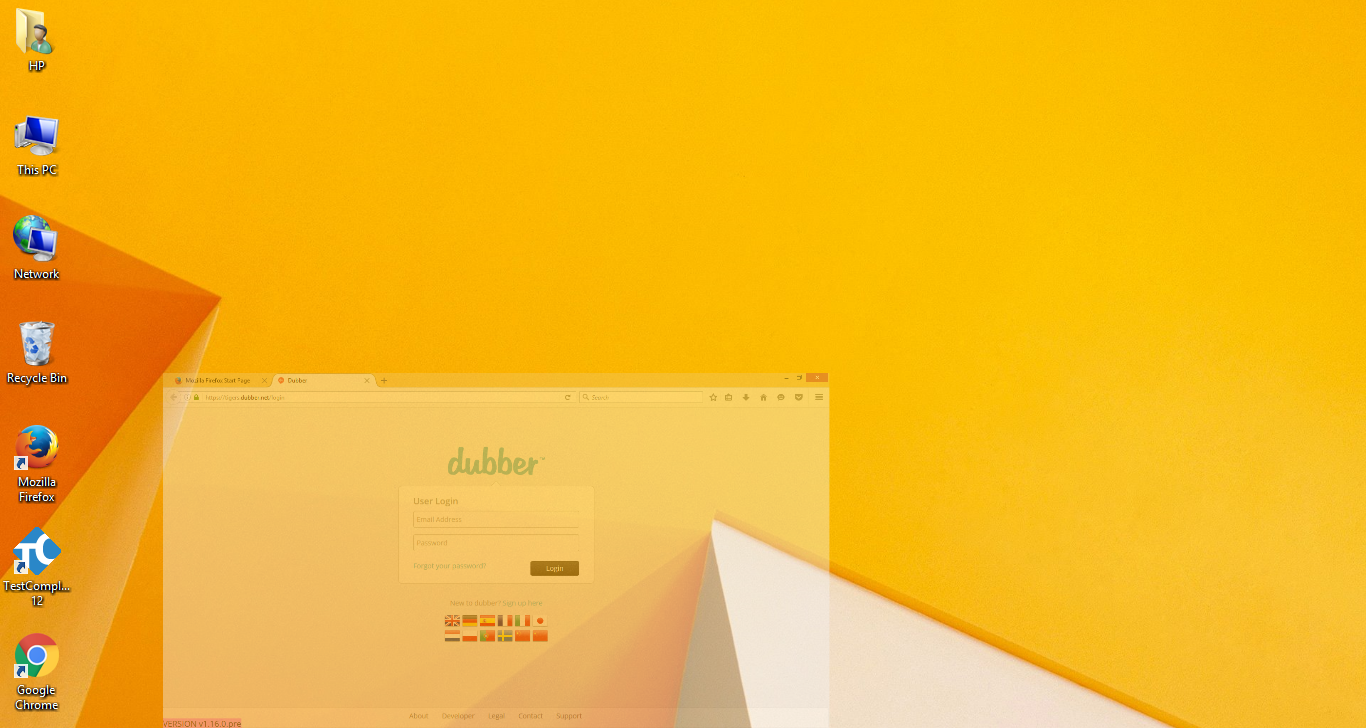 HP
This PC
Network
Recycle Bin
Mozilla
Firefox
TestCompl...
12
Google
Chrome
Mozilla Firefox Start Page
Dubber
dubber.net/login
Search
dubber
User Login
Email Address
Password
Forgot your password?
Login
New to dubber? Sign up here
About Developer Legal Contact Support
VERSION v1.16.0.pre